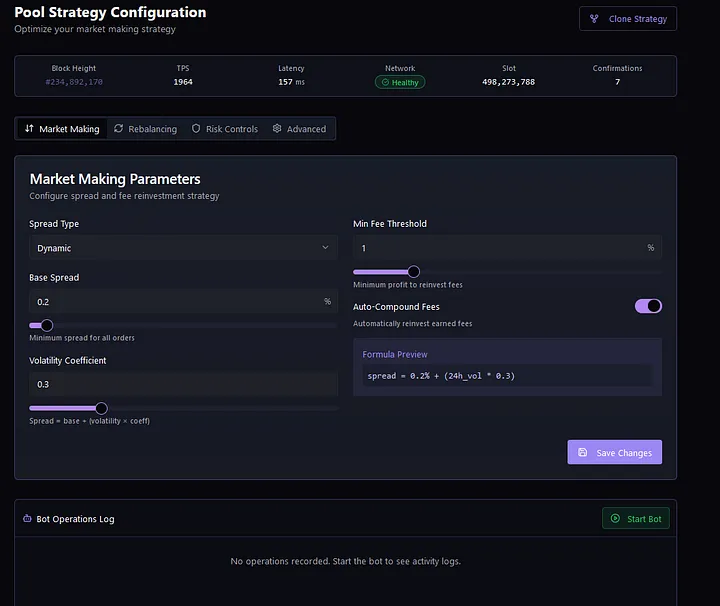 Pool Strategy Configuration
Optimize your market making strategy
Clone Strategy
Block Height
TPS
Latency
Network
Slot
Confirmations
#234,892,170
1964
157 ms
Healthy
498,273,788
7
Market Making
Rebalancing
Risk Controls
Advanced
Market Making Parameters
Configure spread and fee reinvestment strategy
Spread Type
Dynamic
Base Spread
0.2
%
Minimum spread for all orders
Volatility Coefficient
0.3
Spread = base + (volatility × coeff)
Min Fee Threshold
1
%
Minimum profit to reinvest fees
Auto-Compound Fees
Automatically reinvest earned fees
Formula Preview
spread = 0.2% + (24h_vol * 0.3)
Save Changes
Bot Operations Log
Start Bot
No operations recorded. Start the bot to see activity logs.